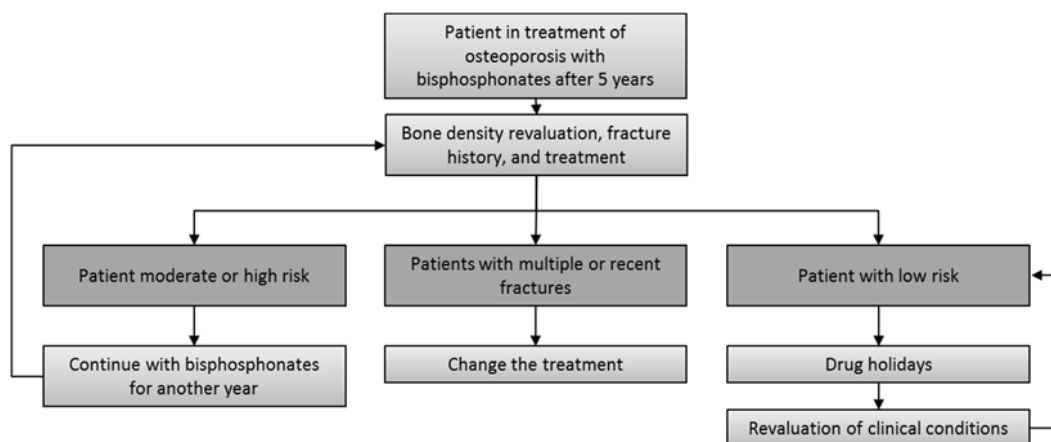 Patient in treatment of
osteoporosis with
bisphosphonates after 5 years
Bone density revaluation, fracture
history, and treatment
Patient moderate or high risk
Patients with multiple or recent
fractures
Patient with low risk
Continue with bisphosphonates
for another year
Change the treatment
Drug holidays
Revaluation of clinical conditions